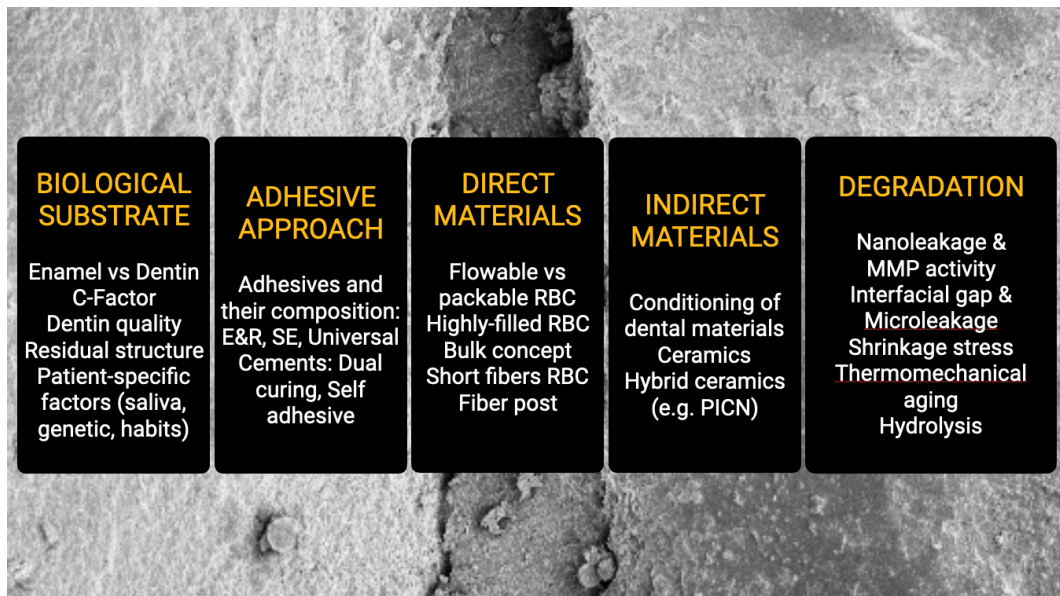 BIOLOGICAL
SUBSTRATE
Enamel vs Dentin
C-Factor
Dentin quality
Residual structure
Patient-specific
factors (saliva,
genetic, habits)
ADHESIVE
APPROACH
Adhesives and
their composition:
E&R, SE, Universal
Cements: Dual
curing, Self
adhesive
DIRECT
MATERIALS
Flowable vs
packable RBC
Highly-filled RBC
Bulk concept
Short fibers RBC
Fiber post
INDIRECT
MATERIALS
Conditioning of
dental materials
Ceramics
Hybrid ceramics
(e.g. PICN)
DEGRADATION
Nanoleakage &
MMP activity
Interfacial gap &
Microleakage
Shrinkage stress
Thermomechanical
aging
Hydrolysis